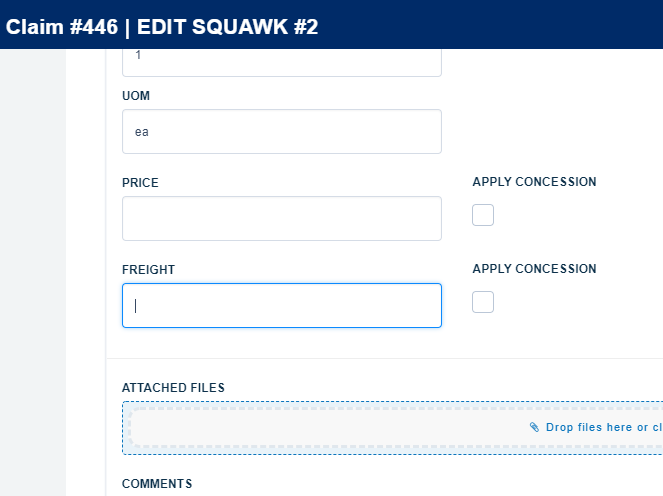 Claim #446 | EDIT SQUAWK #2
1
UOM
ea
PRICE
APPLY CONCESSION
FREIGHT
APPLY CONCESSION
ATTACHED FILES
Drop files here or cl
COMMENTS